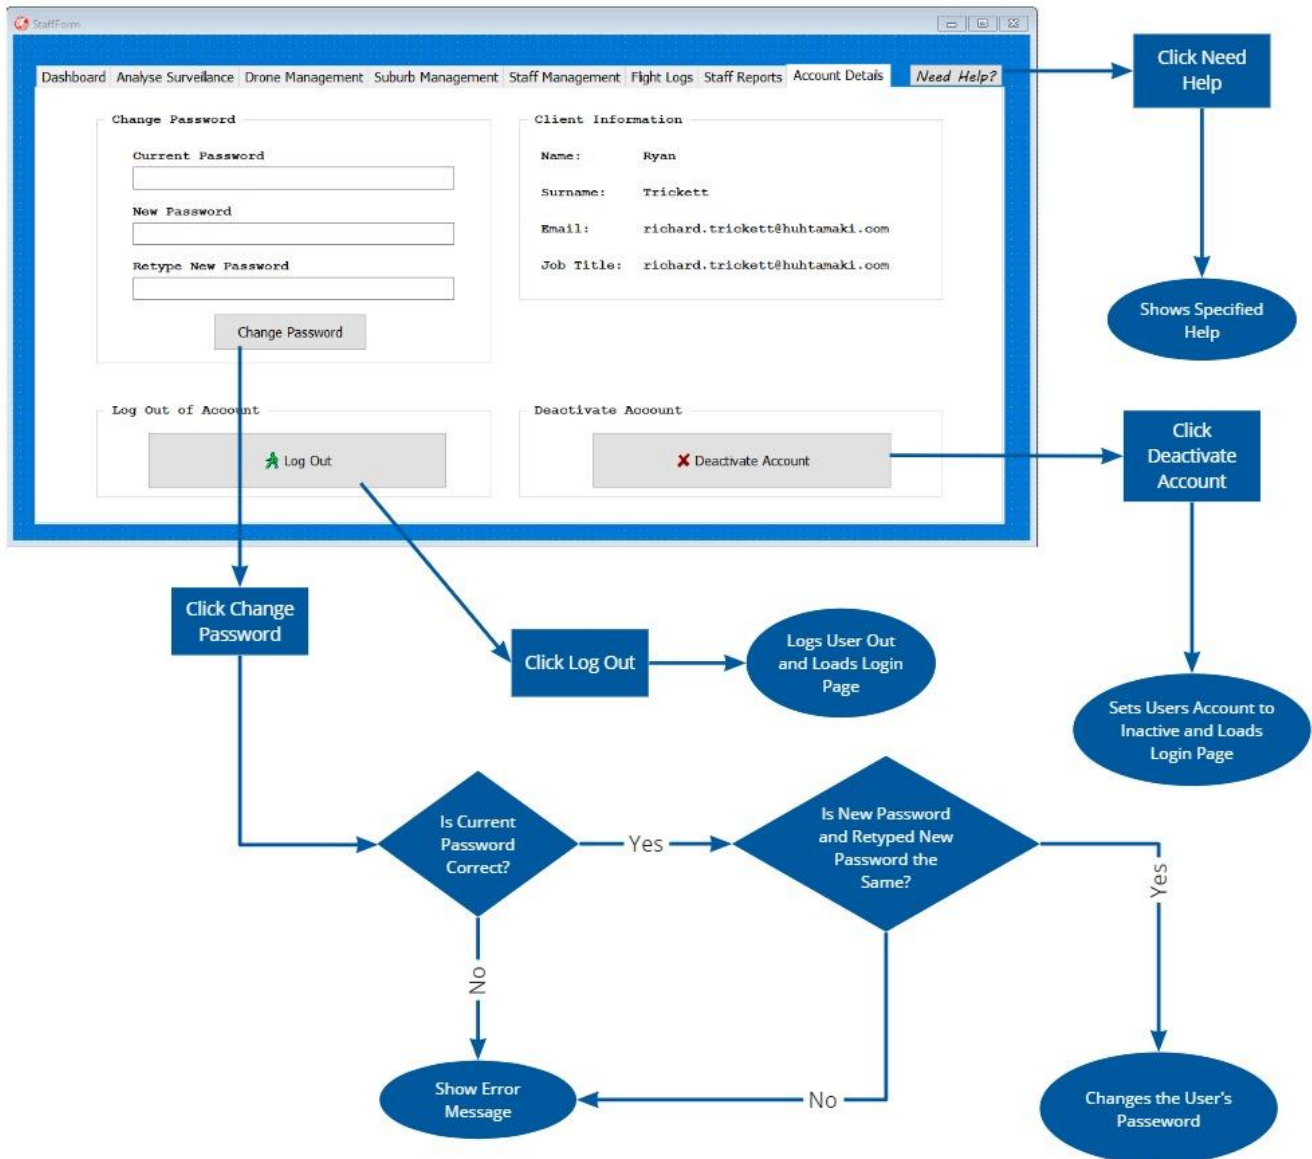 StaffForm
Dashboard Analyse Surveillance Drone Management Suburb Management Staff Management Flight Logs Staff Reports Account Details Need Help?
Click Need
Help
Change Password
Client Information
Current Password
Name: Ryan
New Password
Surname: Trickett
Email: richard.trickett@huhtamaki.com
Retype New Password
Job Title: richard.trickett@huhtamaki.com
Change Password
Shows Specified
Help
Log Out of Account
Deactivate Account
Log Out
Deactivate Account
Click
Deactivate
Account
Click Change
Password
Click Log Out
Logs User Out
and Loads Login
Page
Sets Users Account to
Inactive and Loads
Login Page
Is Current
Password
Correct?
Yes
Is New Password
and Retyped New
Password the
Same?
Yes
No
No
Show Error
Message
Changes the User's
Passeword